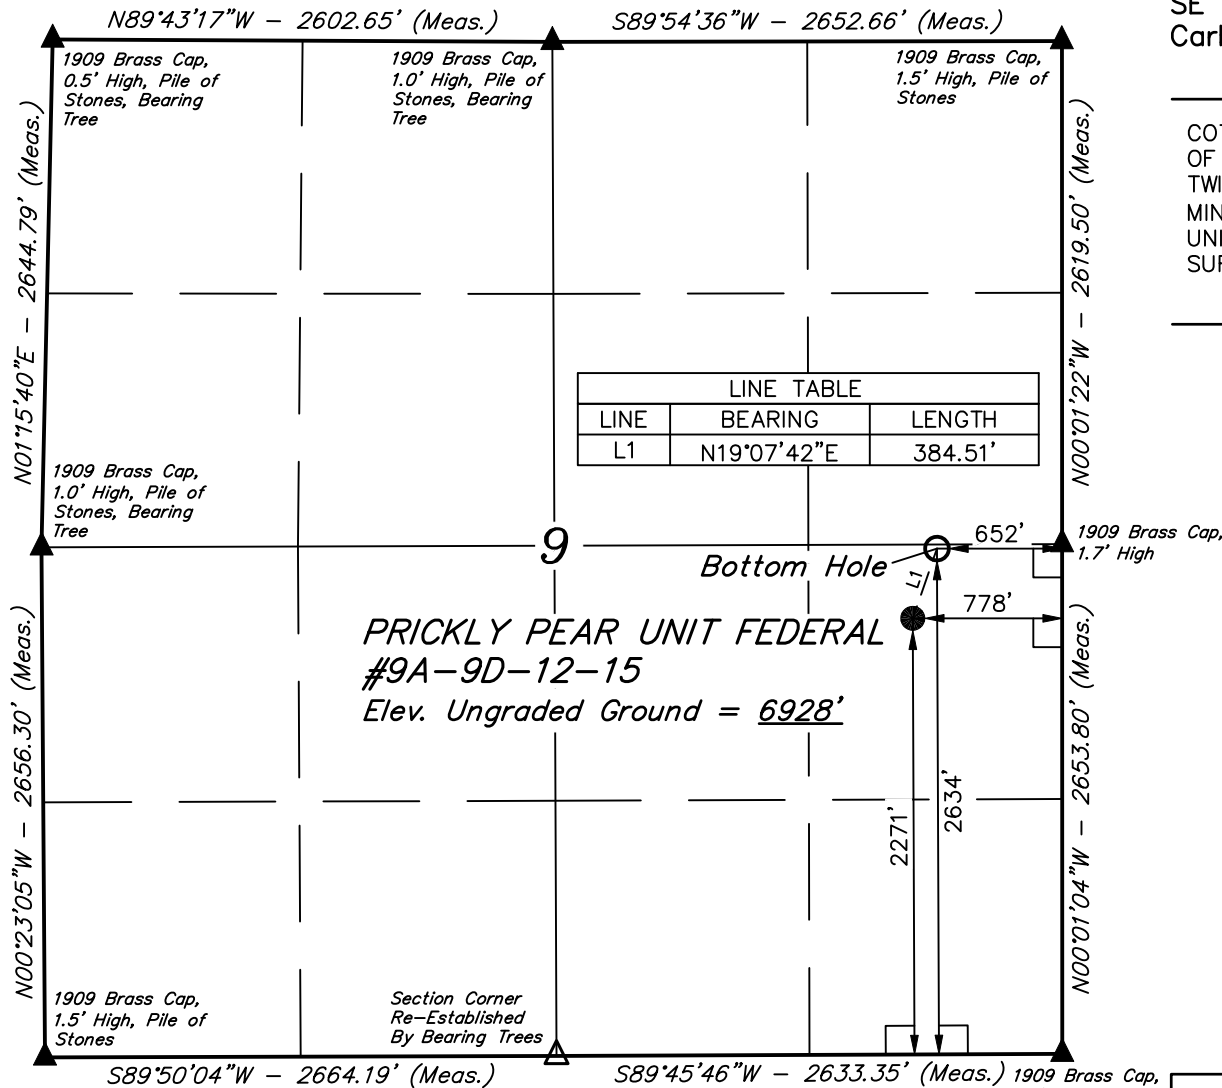 N89°43'17"W - 2602.65' (Meas.)
S89°54'36"W - 2652.66' (Meas.)
SE
1909 Brass Cap,
0.5' High, Pile of
Stones, Bearing
Tree
1909 Brass Cap,
1.0' High, Pile of
Stones, Bearing
Tree
1909 Brass Cap,
1.5' High, Pile of
Stones
COT
OF
TWI
MIN
UNI
SUF
N01°15'40"E - 2644.79' (Meas.)
N00°01'22"W - 2619.50' (Meas.)
LINE TABLE
LINE BEARING LENGTH
L1 N19°07'42"E 384.51'
1909 Brass Cap,
1.0' High, Pile of
Stones, Bearing
Tree
9
652'
1909 Brass Cap,
1.7' High
Bottom Hole
L1
778'
PRICKLY PEAR UNIT FEDERAL
#9A-9D-12-15
Elev. Ungraded Ground = 6928'
N00°23'05"W - 2656.30' (Meas.)
2271'
2634'
N00°01'04"W - 2653.80' (Meas.)
1909 Brass Cap,
1.5' High, Pile of
Stones
Section Corner
Re-Established
By Bearing Trees
S89°50'04"W - 2664.19' (Meas.)
S89°45'46"W - 2633.35' (Meas.)
1909 Brass Cap,